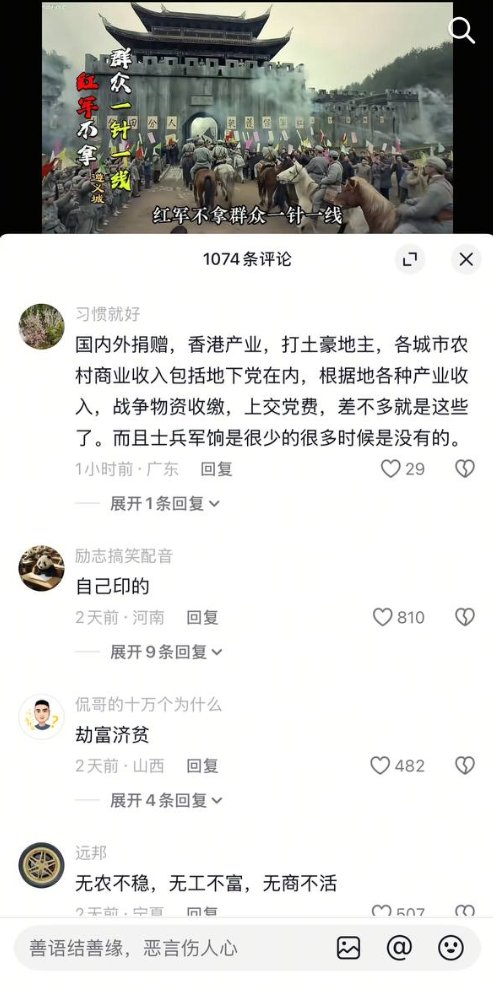 群众一针一线
红军不拿
遵义城
红军不拿群众一针一线
1074条评论
习惯就好
国内外捐赠，香港产业，打土豪地主，各城市农
村商业收入包括地下党在内，根据地各种产业收
入，战争物资收缴，上交党费，差不多就是这些
了。而且士兵军饷是很少的很多时候是没有的。
1小时前·广东 回复 29
展开1条回复
励志搞笑配音
自己印的
2天前·河南 回复 810
展开9条回复
侃哥的十万个为什么
劫富济贫
2天前·山西 回复 482
展开4条回复
远邦
无农不稳，无工不富，无商不活
2天前·宁夏 回复 507
善语结善缘，恶言伤人心